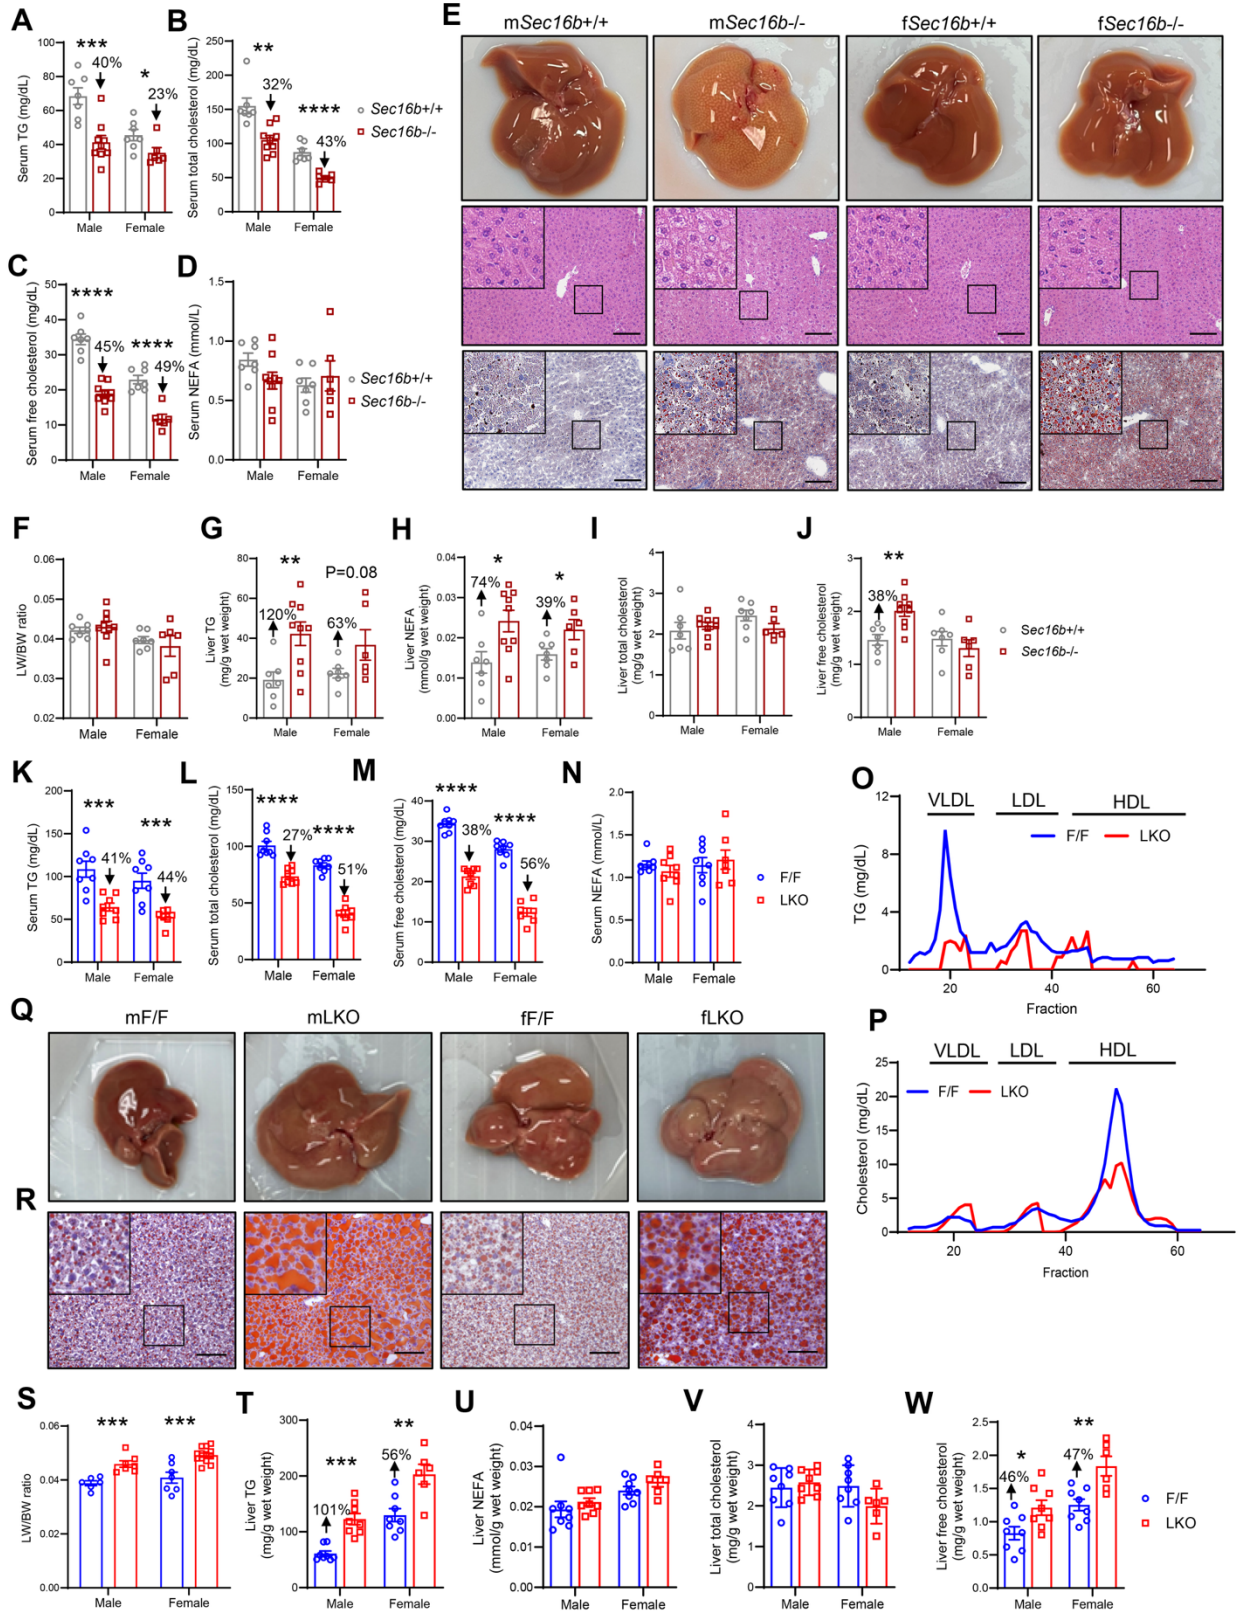 A
Serum TG (mg/dL)
100
80
60
40
20
0
***
40%
*
23%
Male
Female
B
Serum total cholesterol (mg/dL)
250
200
150
100
50
0
**
32%
****
43%
Male
Female
Sec16b+/+
Sec16b-/-
C
Serum free cholesterol (mg/dL)
50
40
30
20
10
0
****
45%
****
49%
Male
Female
D
Serum NEFA (mmol/L)
1.5
1.0
0.5
0.0
Male
Female
Sec16b+/+
Sec16b-/-
E
mSec16b+/+
mSec16b-/-
fSec16b+/+
fSec16b-/-
F
LW/BW ratio
0.06
0.05
0.04
0.03
0.02
Male
Female
G
Liver TG
(mg/g wet weight)
80
60
40
20
0
**
120%
P=0.08
63%
Male
Female
H
Liver NEFA
(mmol/g wet weight)
0.04
0.03
0.02
0.01
0.00
*
74%
*
39%
Male
Female
I
Liver total cholesterol
(mg/g wet weight)
4
3
2
1
0
Male
Female
J
Liver free cholesterol
(mg/g wet weight)
3
2
1
0
**
38%
Male
Female
Sec16b+/+
Sec16b-/-
K
Serum TG (mg/dL)
200
150
100
50
0
***
41%
***
44%
Male
Female
L
Serum total cholesterol (mg/dL)
150
100
50
0
****
27%
****
51%
Male
Female
M
Serum free cholesterol (mg/dL)
40
30
20
10
0
****
38%
****
56%
Male
Female
N
Serum NEFA (mmol/L)
2.0
1.5
1.0
0.5
0.0
Male
Female
F/F
LKO
O
TG (mg/dL)
12
8
4
0
VLDL
LDL
HDL
F/F
LKO
20
40
60
Fraction
P
Cholesterol (mg/dL)
25
20
15
10
5
0
VLDL
LDL
HDL
F/F
LKO
20
40
60
Fraction
Q
mF/F
mLKO
fF/F
fLKO
R
S
LW/BW ratio
0.06
0.04
0.02
0.00
***
***
Male
Female
T
Liver TG
(mg/g wet weight)
300
200
100
0
***
101%
**
56%
Male
Female
U
Liver NEFA
(mmol/g wet weight)
0.04
0.03
0.02
0.01
0.00
Male
Female
V
Liver total cholesterol
(mg/g wet weight)
4
3
2
1
0
Male
Female
W
Liver free cholesterol
(mg/g wet weight)
2.5
2.0
1.5
1.0
0.5
0.0
*
46%
**
47%
Male
Female
F/F
LKO